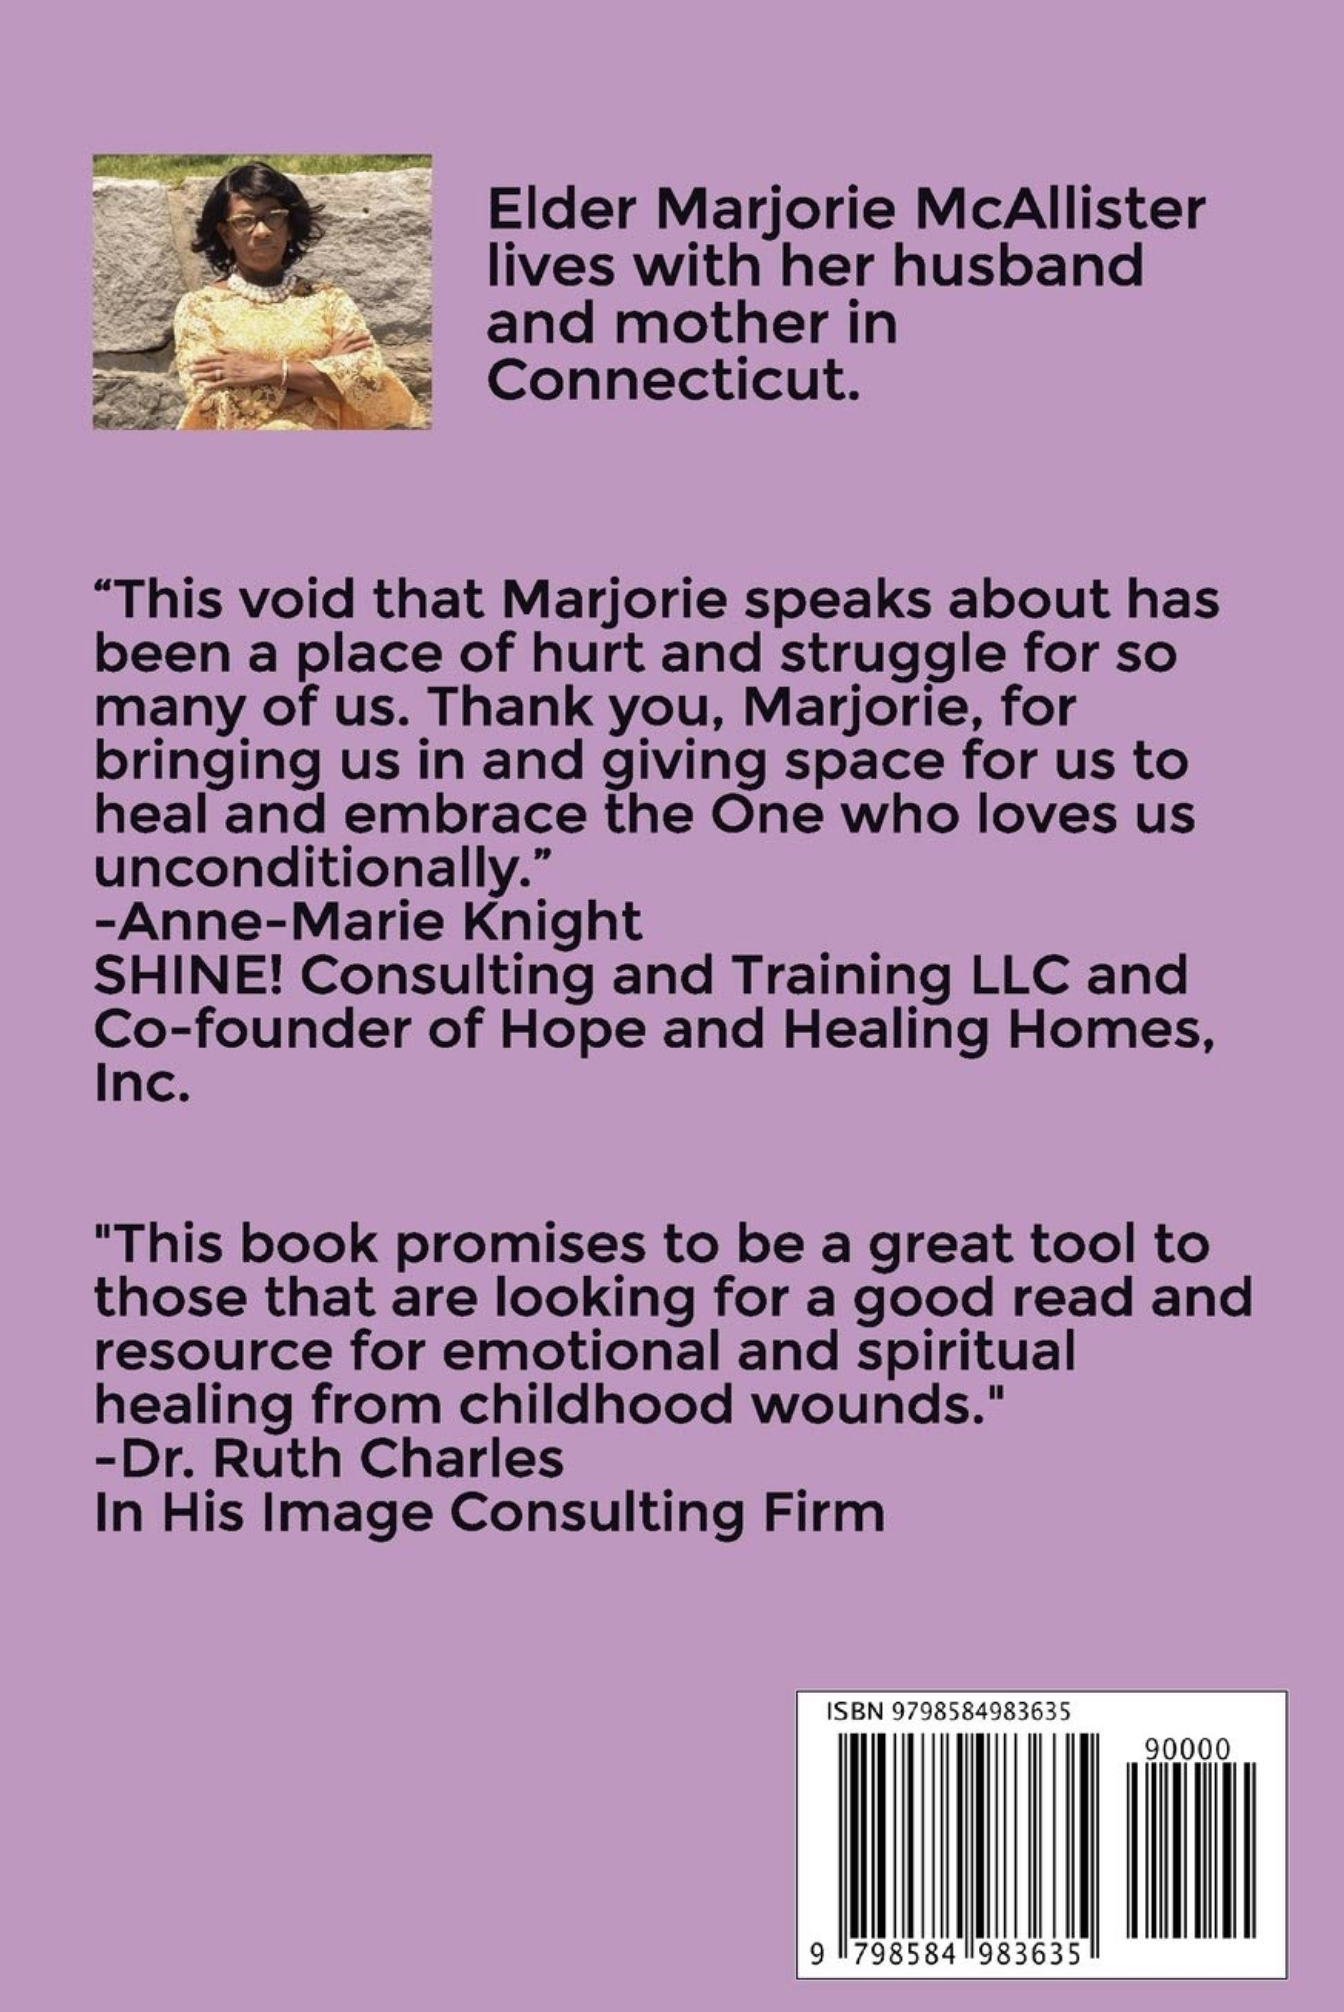 Elder Marjorie McAllister
lives with her husband
and mother in
Connecticut.
“This void that Marjorie speaks about has
been a place of hurt and struggle for so
many of us. Thank you, Marjorie, for
bringing us in and giving space for us to
heal and embrace the One who loves us
unconditionally.”
-Anne-Marie Knight
SHINE! Consulting and Training LLC and
Co-founder of Hope and Healing Homes,
Inc.
"This book promises to be a great tool to
those that are looking for a good read and
resource for emotional and spiritual
healing from childhood wounds."
-Dr. Ruth Charles
In His Image Consulting Firm
ISBN 9798584983635
90000
9 798584 983635